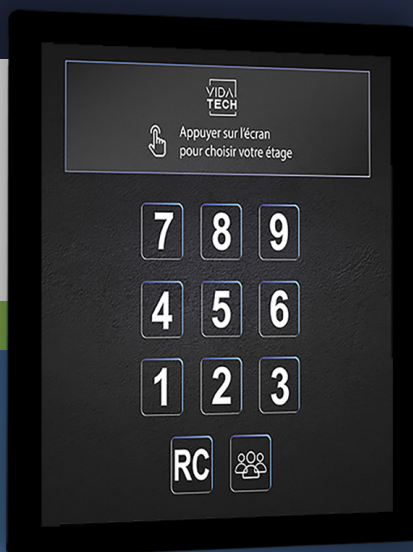 VIDA
TECH
Appuyer sur l'écran
pour choisir votre étage
7 8 9
4 5 6
1 2 3
RC